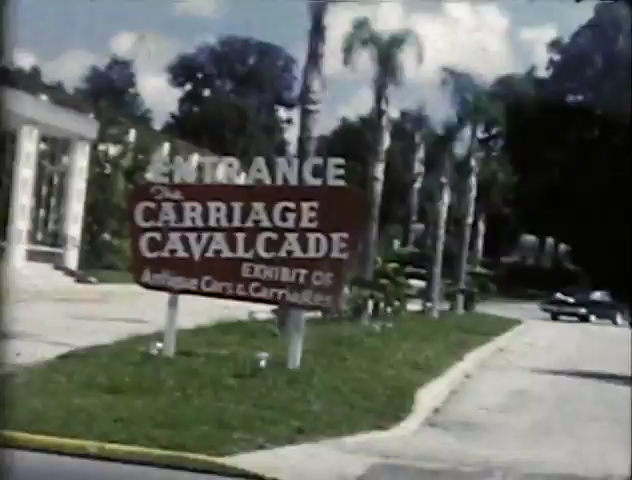 ENTRANCE
The
CARRIAGE
CAVALCADE
EXHIBIT OF
Antique Cars & Carriages